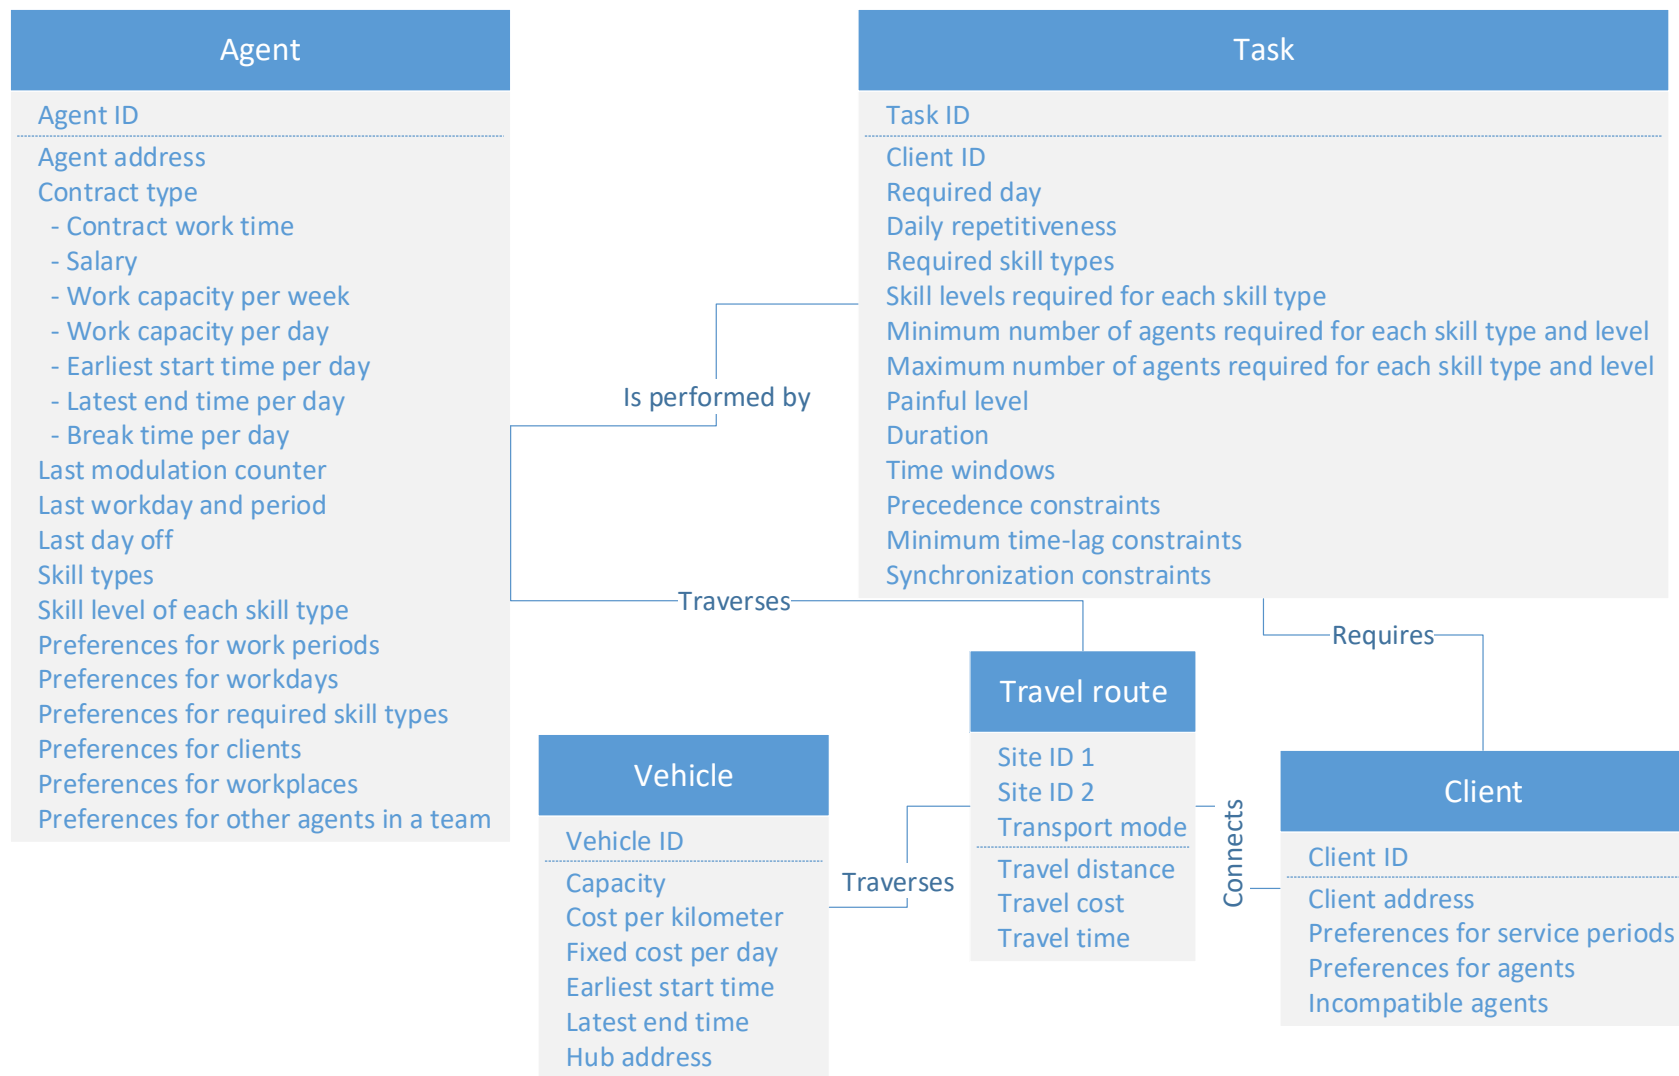 Agent
Agent ID
Agent address
Contract type
- Contract work time
- Salary
- Work capacity per week
- Work capacity per day
- Earliest start time per day
- Latest end time per day
- Break time per day
Last modulation counter
Last workday and period
Last day off
Skill types
Skill level of each skill type
Preferences for work periods
Preferences for workdays
Preferences for required skill types
Preferences for clients
Preferences for workplaces
Preferences for other agents in a team
Task
Task ID
Client ID
Required day
Daily repetitiveness
Required skill types
Skill levels required for each skill type
Minimum number of agents required for each skill type and level
Maximum number of agents required for each skill type and level
Painful level
Duration
Time windows
Precedence constraints
Minimum time-lag constraints
Synchronization constraints
Is performed by
Traverses
Requires
Vehicle
Vehicle ID
Capacity
Cost per kilometer
Fixed cost per day
Earliest start time
Latest end time
Hub address
Traverses
Travel route
Site ID 1
Site ID 2
Transport mode
Travel distance
Travel cost
Travel time
Connects
Client
Client ID
Client address
Preferences for service periods
Preferences for agents
Incompatible agents